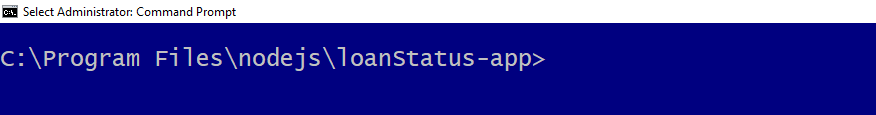 Select Administrator: Command Prompt
C:\Program Files\nodejs\loanStatus-app>